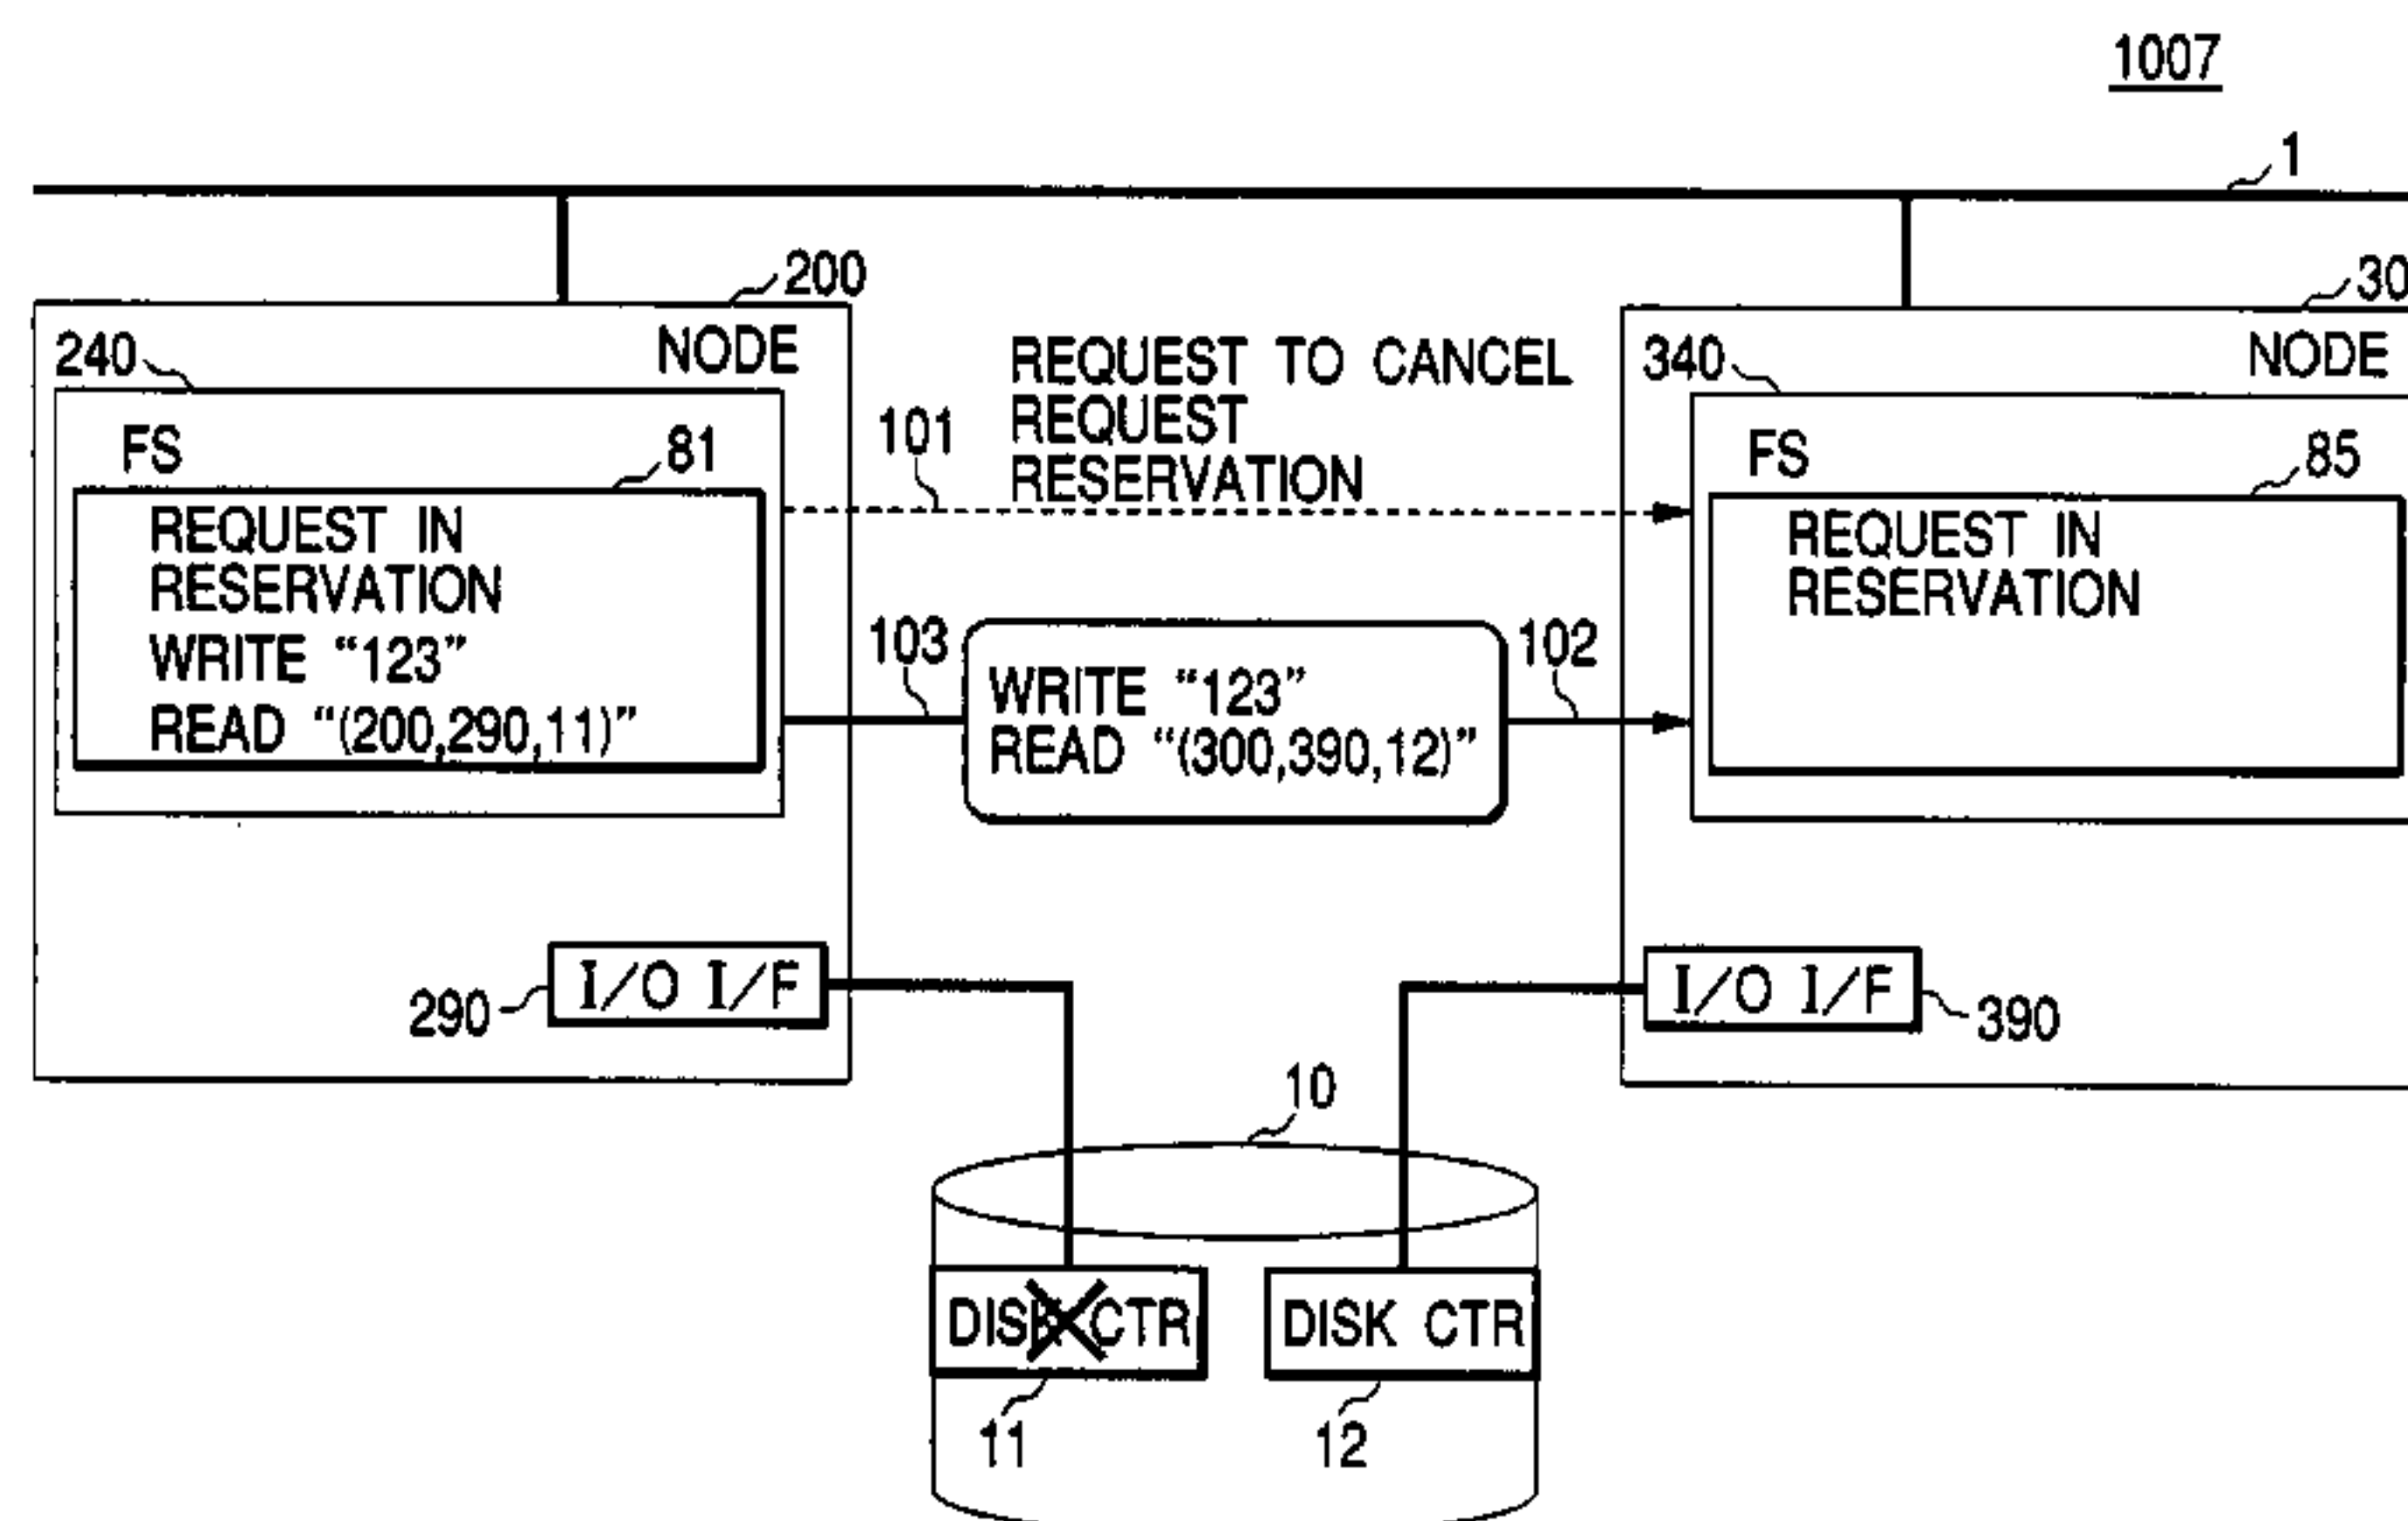 1007
1
200
30
240
NODE
REQUEST TO CANCEL
REQUEST
RESERVATION
340
NODE
FS
81
101
FS
85
REQUEST IN
RESERVATION
WRITE “123”
READ “(200,290,11)”
REQUEST IN
RESERVATION
103
WRITE “123”
READ “(300,390,12)”
102
I/O I/F
290
I/O I/F
390
10
DISK CTR
DISK CTR
11
12